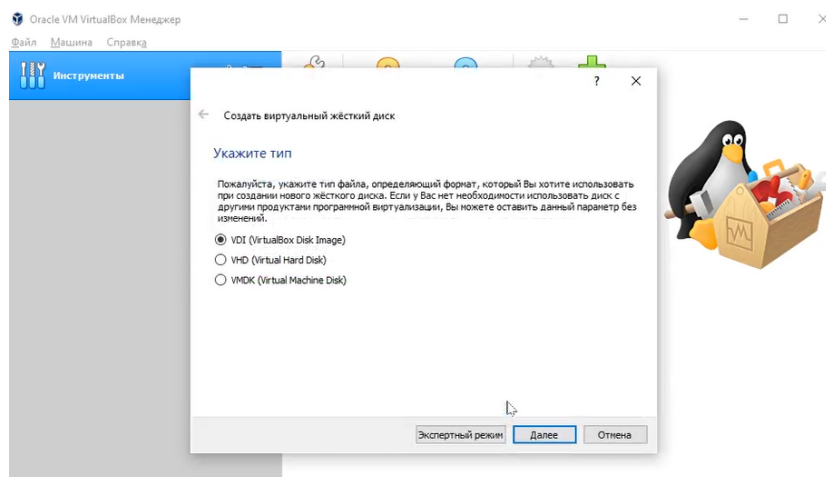 Oracle VM VirtualBox Менеджер
Файл Машина Справка
Инструменты
?
Создать виртуальный жёсткий диск
Укажите тип
Пожалуйста, укажите тип файла, определяющий формат, который Вы хотите использовать
при создании нового жёсткого диска. Если у Вас нет необходимости использовать диск с
другими продуктами программной виртуализации, Вы можете оставить данный параметр без
изменений.
VDI (VirtualBox Disk Image)
VHD (Virtual Hard Disk)
VMDK (Virtual Machine Disk)
Экспертный режим Далее Отмена